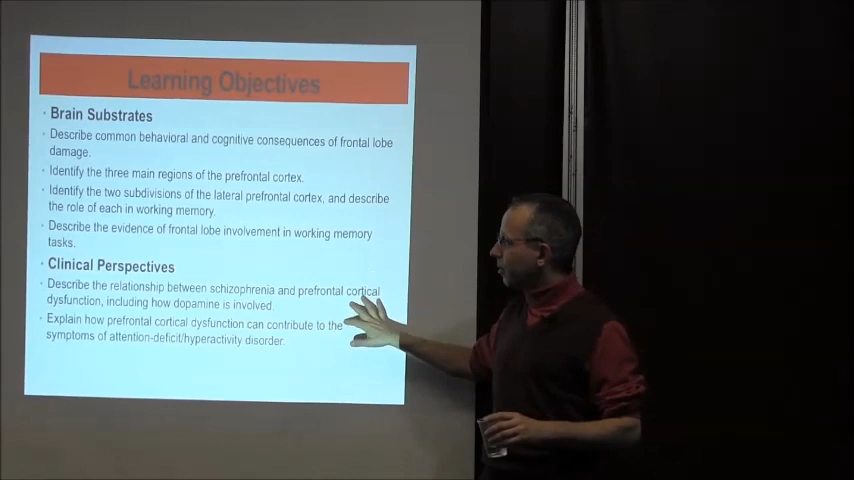 Learning Objectives
· Brain Substrates
· Describe common behavioral and cognitive consequences of frontal lobe
damage.
· Identify the three main regions of the prefrontal cortex.
· Identify the two subdivisions of the lateral prefrontal cortex, and describe
the role of each in working memory.
· Describe the evidence of frontal lobe involvement in working memory
tasks.
· Clinical Perspectives
· Describe the relationship between schizophrenia and prefrontal cortical
dysfunction, including how dopamine is involved.
· Explain how prefrontal cortical dysfunction can contribute to the
symptoms of attention-deficit/hyperactivity disorder.